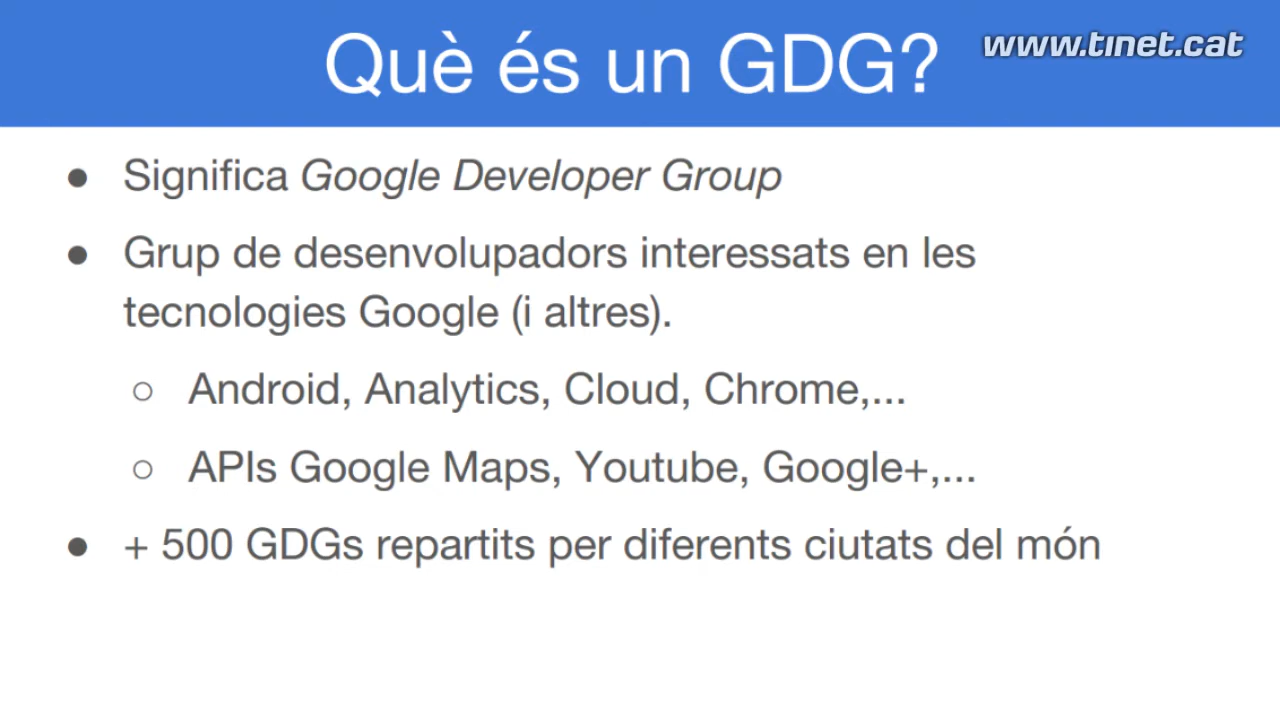 Què és un GDG?
www.tinet.cat
● Significa Google Developer Group
● Grup de desenvolupadors interessats en les
tecnologies Google (i altres).
○ Android, Analytics, Cloud, Chrome,...
○ APIs Google Maps, Youtube, Google+,...
● + 500 GDGs repartits per diferents ciutats del món